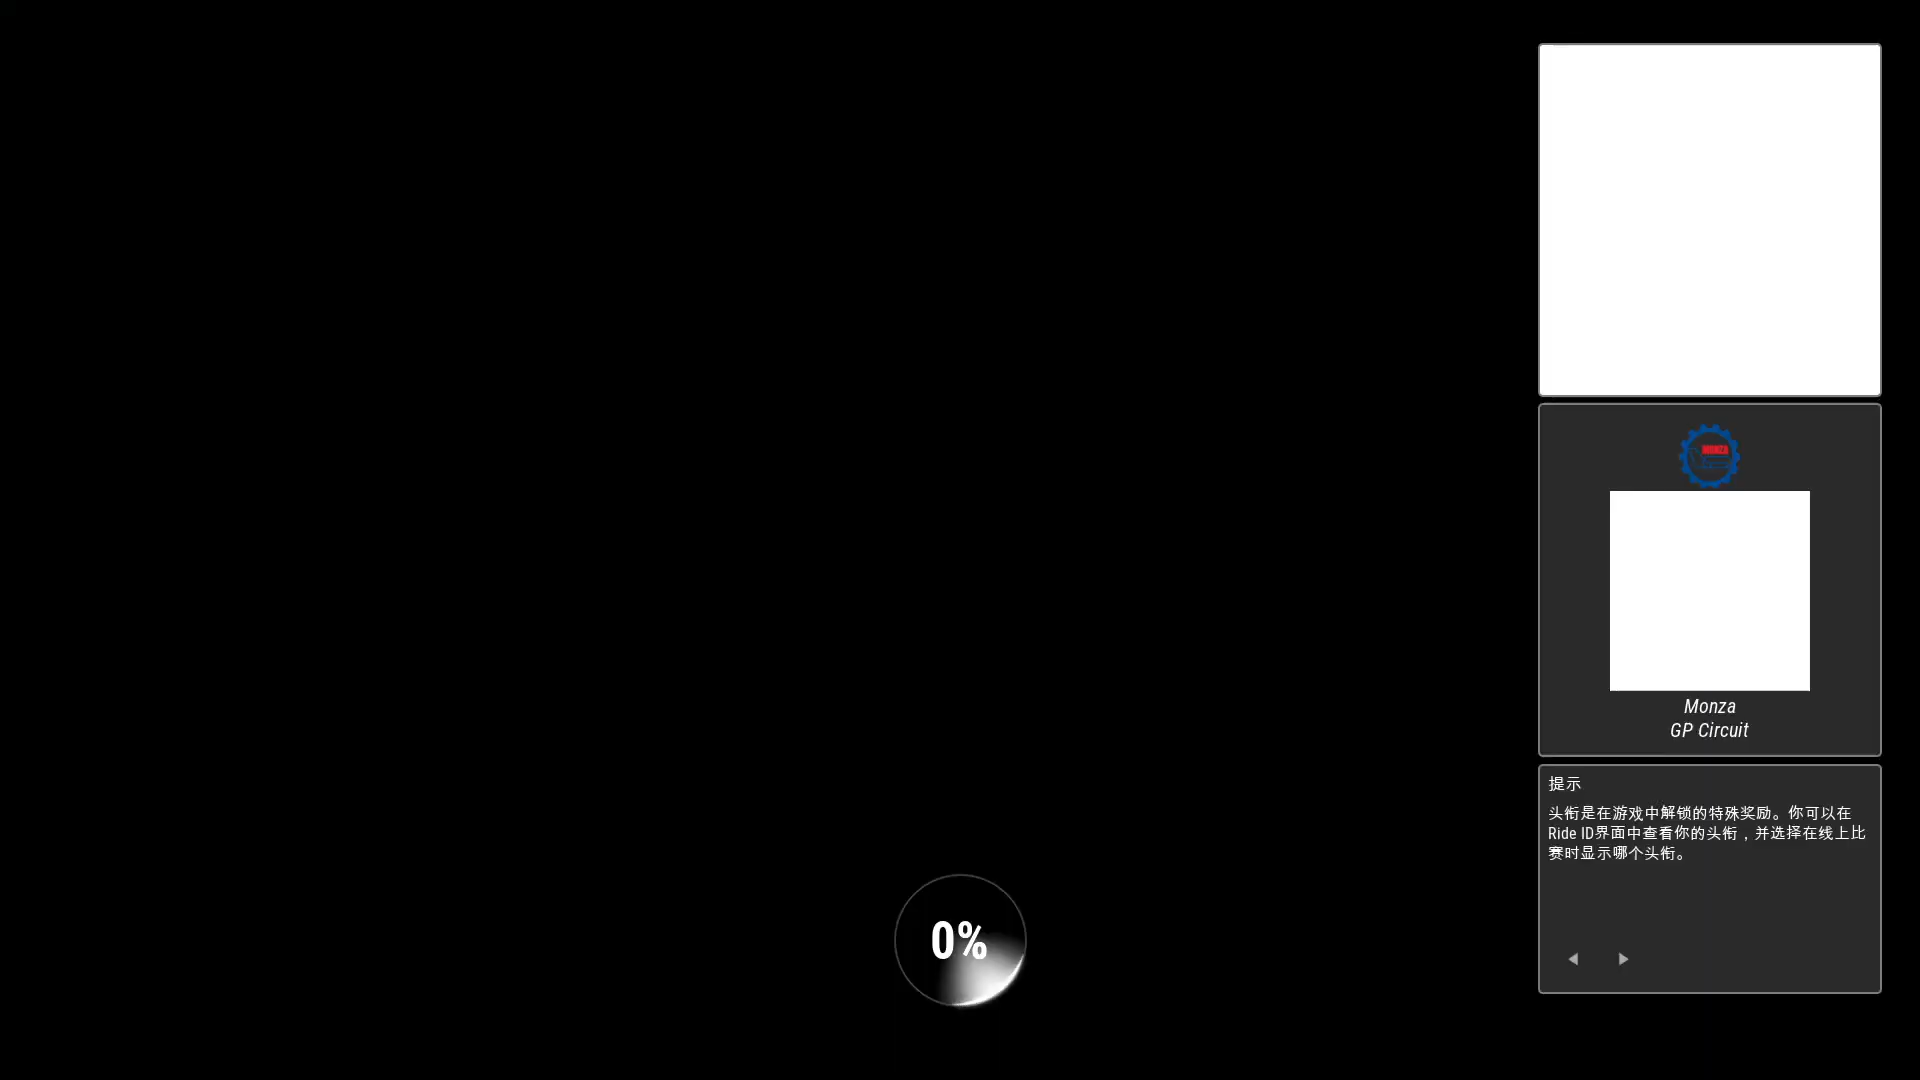 MONZA
Monza
GP Circuit
提示
头衔是在游戏中解锁的特殊奖励。你可以在
Ride ID界面中查看你的头衔，并选择在线上比
赛时显示哪个头衔。
0%